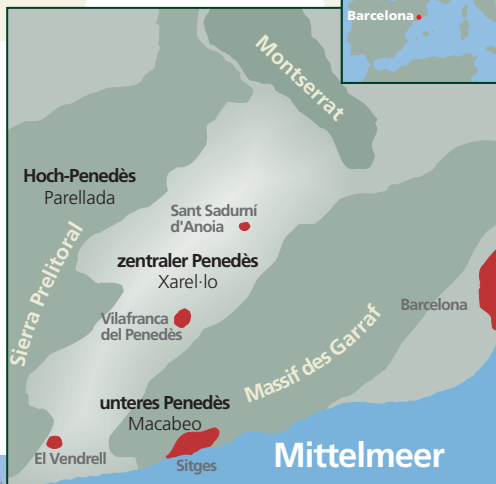 Barcelona
Montserrat
Hoch-Penedès
Parellada
Sant Sadurní
d'Anoia
zentraler Penedès
Xarel·lo
Sierra Prelitoral
Vilafranca
del Penedès
Barcelona
Massif des Garraf
unteres Penedès
Macabeo
El Vendrell
Sitges
Mittelmeer